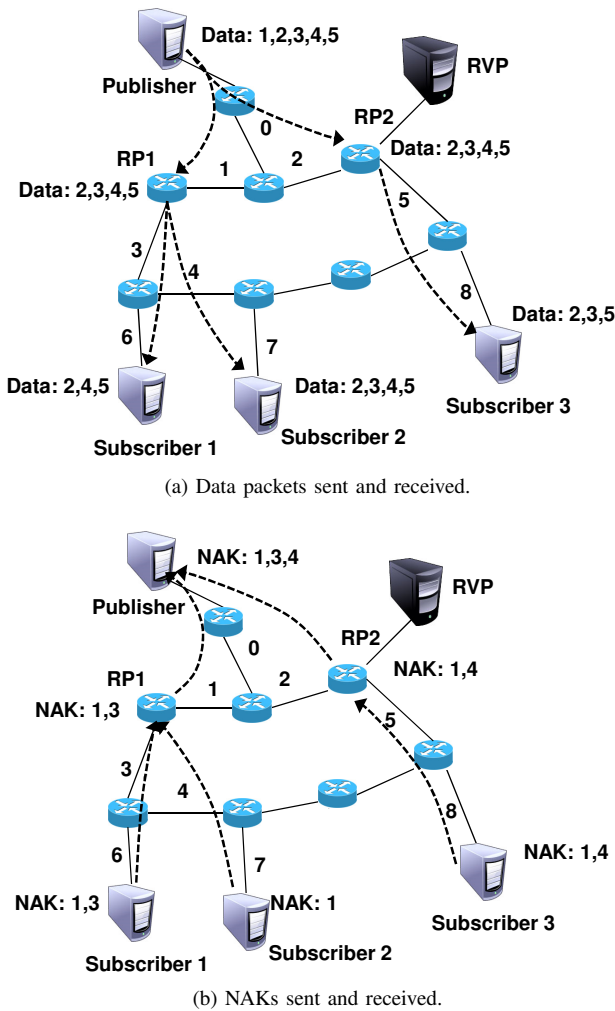 Data: 1,2,3,4,5
Publisher
RVP
0
RP2
Data: 2,3,4,5
RP1
1
2
Data: 2,3,4,5
5
3
4
8
Data: 2,3,5
6
7
Data: 2,4,5
Data: 2,3,4,5
Subscriber 3
Subscriber 1
Subscriber 2
(a) Data packets sent and received.
NAK: 1,3,4
Publisher
RVP
0
RP2
NAK: 1,4
RP1
1
2
NAK: 1,3
5
3
4
8
6
7
NAK: 1,4
NAK: 1,3
NAK: 1
Subscriber 3
Subscriber 1
Subscriber 2
(b) NAKs sent and received.